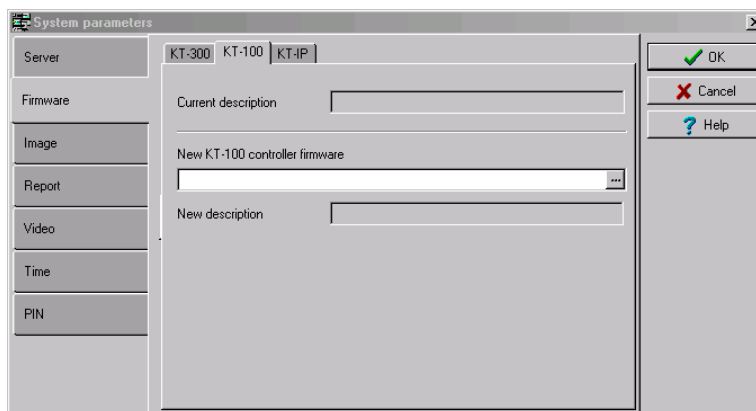 System parameters
Server
Firmware
Image
Report
Video
Time
PIN
KT-300
KT-100
KT-IP
Current description
New KT-100 controller firmware
...
New description
OK
Cancel
Help